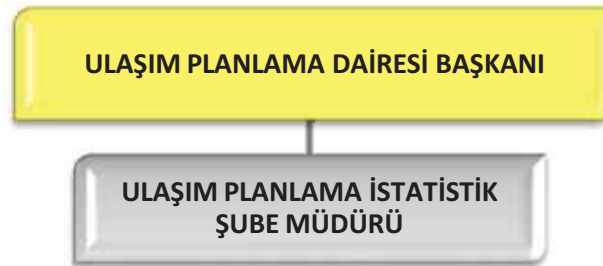 ULAŞIM PLANLAMA DAİRESİ BAŞKANI
ULAŞIM PLANLAMA İSTATİSTİK
ŞUBE MÜDÜRÜ